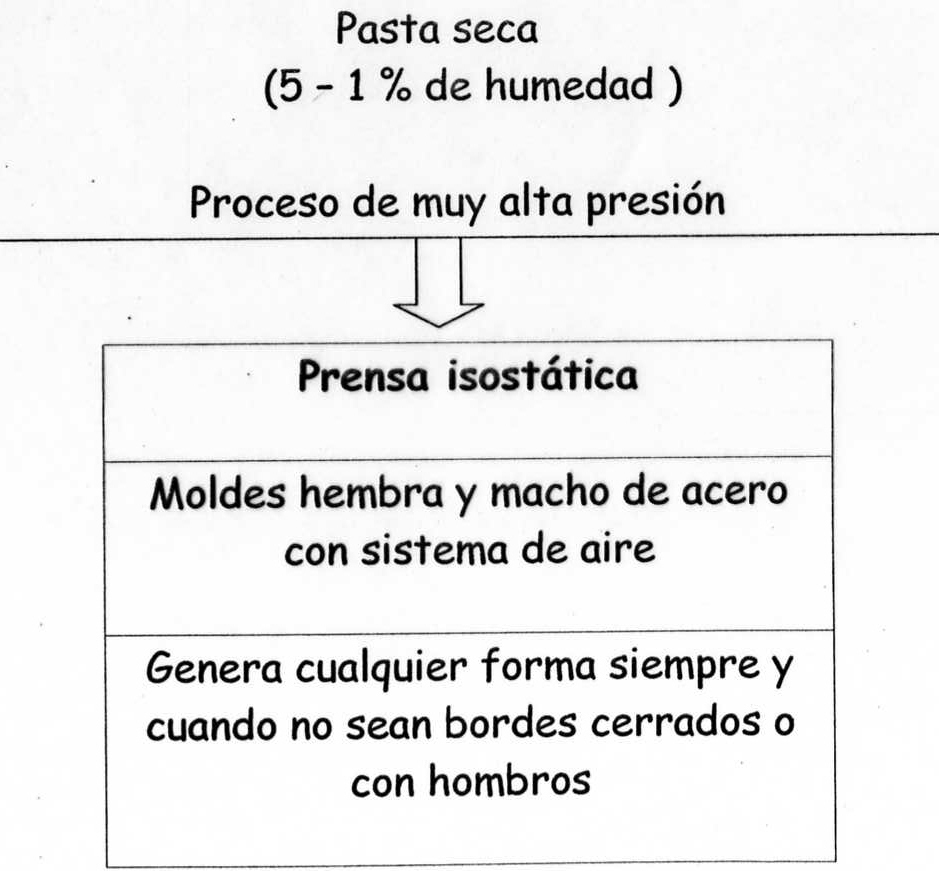 Pasta seca
(5 - 1 % de humedad )
Proceso de muy alta presión
Prensa isostática
Moldes hembra y macho de acero
con sistema de aire
Genera cualquier forma siempre y
cuando no sean bordes cerrados o
con hombros